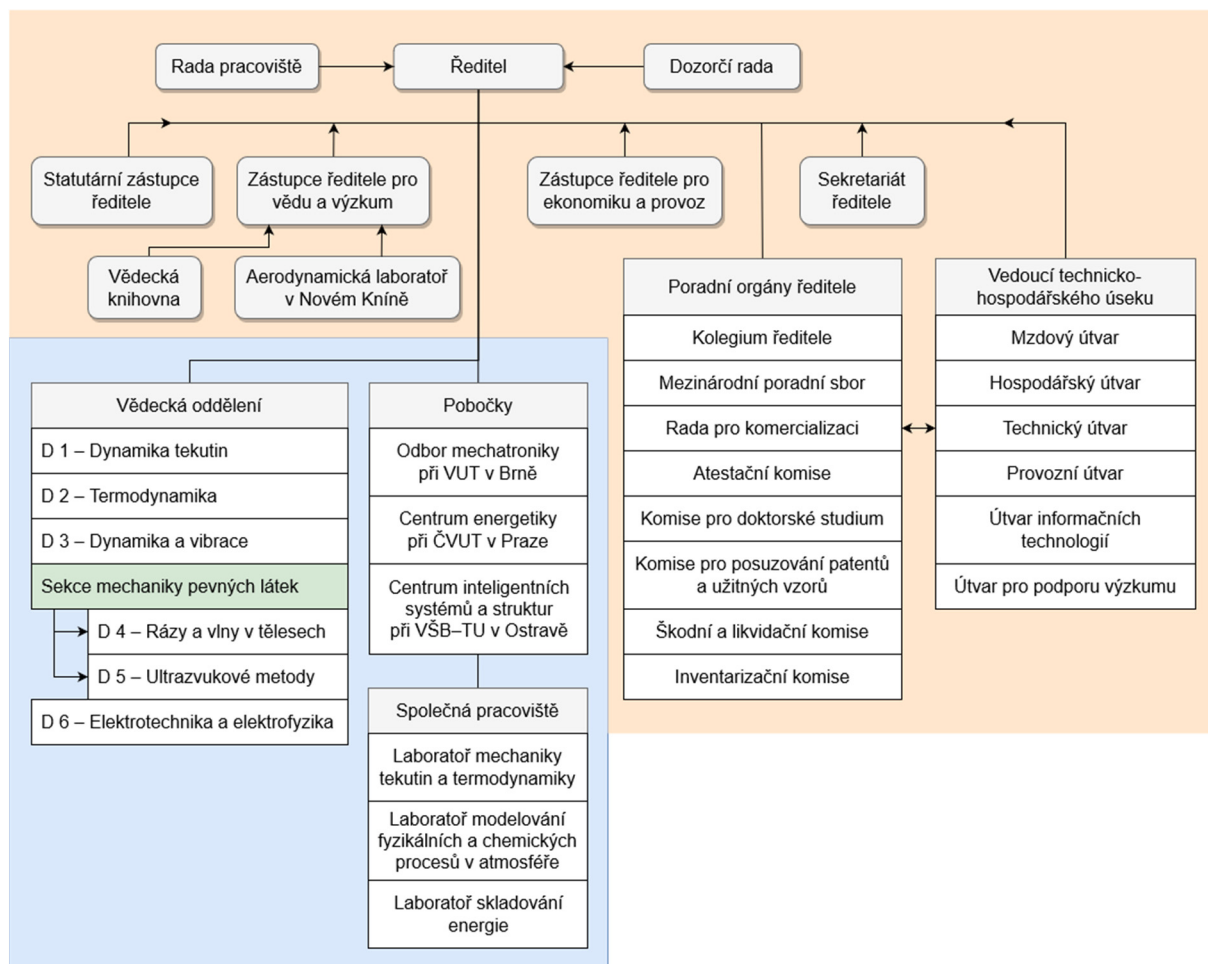 Rada pracoviště
Ředitel
Dozorčí rada
Statutární zástupce
ředitele
Zástupce ředitele pro
vědu a výzkum
Zástupce ředitele pro
ekonomiku a provoz
Sekretariát
ředitele
Vědecká
knihovna
Aerodynamická laboratoř
v Novém Kníně
Vědecká oddělení
D 1 – Dynamika tekutin
D 2 – Termodynamika
D 3 – Dynamika a vibrace
Sekce mechaniky pevných látek
D 4 – Rázy a vlny v tělesech
D 5 – Ultrazvukové metody
D 6 – Elektrotechnika a elektrofyzika
Pobočky
Odbor mechatroniky
při VUT v Brně
Centrum energetiky
při ČVUT v Praze
Centrum inteligentních
systémů a struktur
při VŠB–TU v Ostravě
Společná pracoviště
Laboratoř mechaniky
tekutin a termodynamiky
Laboratoř modelování
fyzikálních a chemických
procesů v atmosféře
Laboratoř skladování
energie
Poradní orgány ředitele
Kolegium ředitele
Mezinárodní poradní sbor
Rada pro komercializaci
Atestační komise
Komise pro doktorské studium
Komise pro posuzování patentů
a užitných vzorů
Škodní a likvidační komise
Inventarizační komise
Vedoucí technicko-
hospodářského úseku
Mzdový útvar
Hospodářský útvar
Technický útvar
Provozní útvar
Útvar informačních
technologií
Útvar pro podporu výzkumu